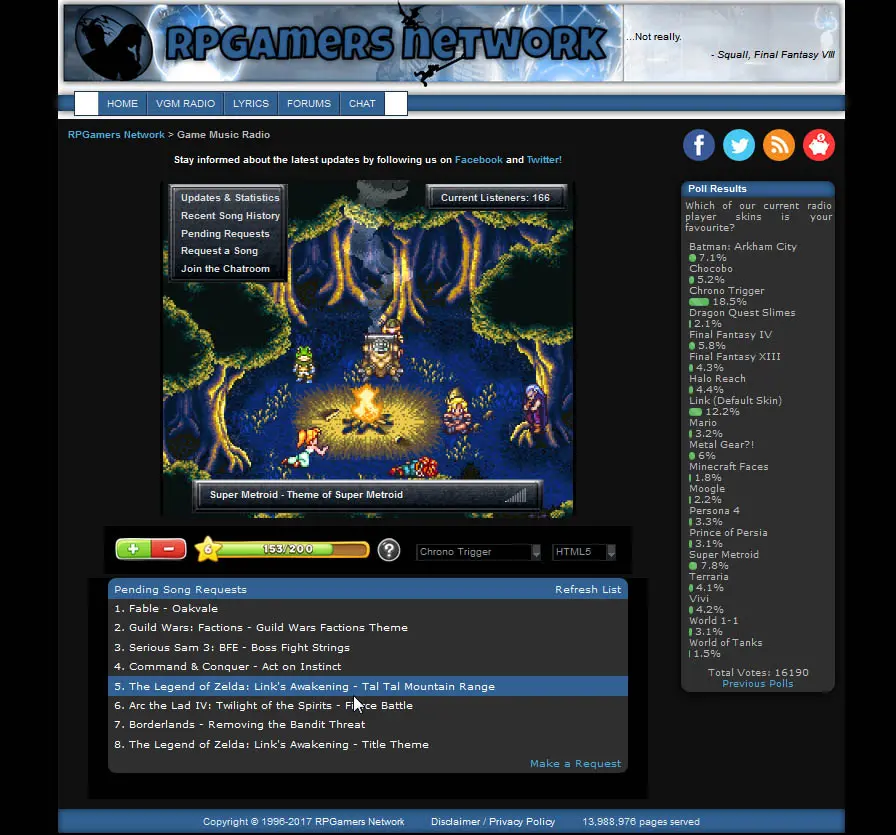 RPGAMERS NETWORK
...Not really.
- Squall, Final Fantasy VIII
HOME VGM RADIO LYRICS FORUMS CHAT
RPGamers Network > Game Music Radio
Stay informed about the latest updates by following us on Facebook and Twitter!
Updates & Statistics
Recent Song History
Pending Requests
Request a Song
Join the Chatroom
Current Listeners: 166
Super Metroid - Theme of Super Metroid
6 153/200 ? Chrono Trigger HTML5
Pending Song Requests Refresh List
1. Fable - Oakvale
2. Guild Wars: Factions - Guild Wars Factions Theme
3. Serious Sam 3: BFE - Boss Fight Strings
4. Command & Conquer - Act on Instinct
5. The Legend of Zelda: Link's Awakening - Tal Tal Mountain Range
6. Arc the Lad IV: Twilight of the Spirits - Fierce Battle
7. Borderlands - Removing the Bandit Threat
8. The Legend of Zelda: Link's Awakening - Title Theme
Make a Request
Poll Results
Which of our current radio
player skins is your
favourite?
Batman: Arkham City
7.1%
Chocobo
5.2%
Chrono Trigger
18.5%
Dragon Quest Slimes
2.1%
Final Fantasy IV
5.8%
Final Fantasy XIII
4.3%
Halo Reach
4.4%
Link (Default Skin)
12.2%
Mario
3.2%
Metal Gear?!
6%
Minecraft Faces
1.8%
Moogle
2.2%
Persona 4
3.3%
Prince of Persia
3.1%
Super Metroid
7.8%
Terraria
4.1%
Vivi
4.2%
World 1-1
3.1%
World of Tanks
1.5%
Total Votes: 16190
Previous Polls
Copyright © 1996-2017 RPGamers Network Disclaimer / Privacy Policy 13,988,976 pages served